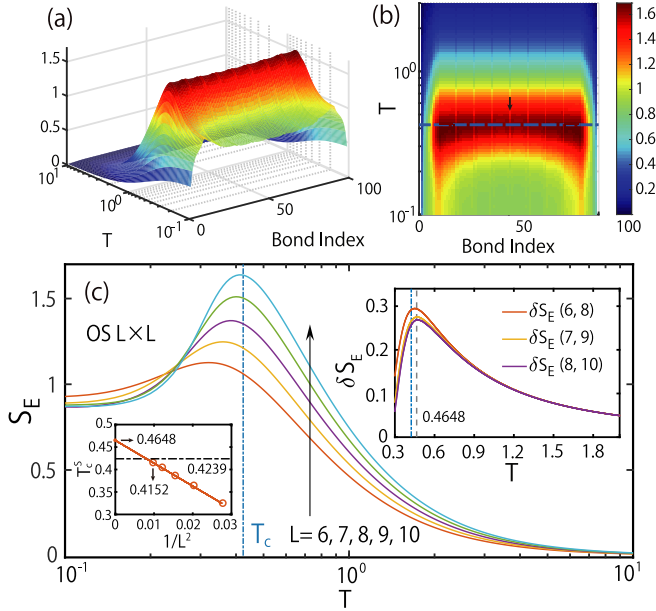 (a)
1.5
1
0.5
0
10¹
10⁰
10⁻¹
T
0
50
100
Bond Index
(b)
T
10⁰
10⁻¹
0
50
100
Bond Index
1.6
1.4
1.2
1
0.8
0.6
0.4
0.2
(c)
OS L×L
S_E
1.5
1
0.5
0
10⁻¹
10⁰
10¹
T
T_c
L= 6, 7, 8, 9, 10
T_c^S
0.5
0.45
0.4
0.35
0.3
0
0.01
0.02
0.03
1/L²
0.4648
0.4239
0.4152
δS_E
0.3
0.2
0.1
0
0.3
0.6
0.9
1.2
1.5
1.8
T
δS_E (6, 8)
δS_E (7, 9)
δS_E (8, 10)
0.4648